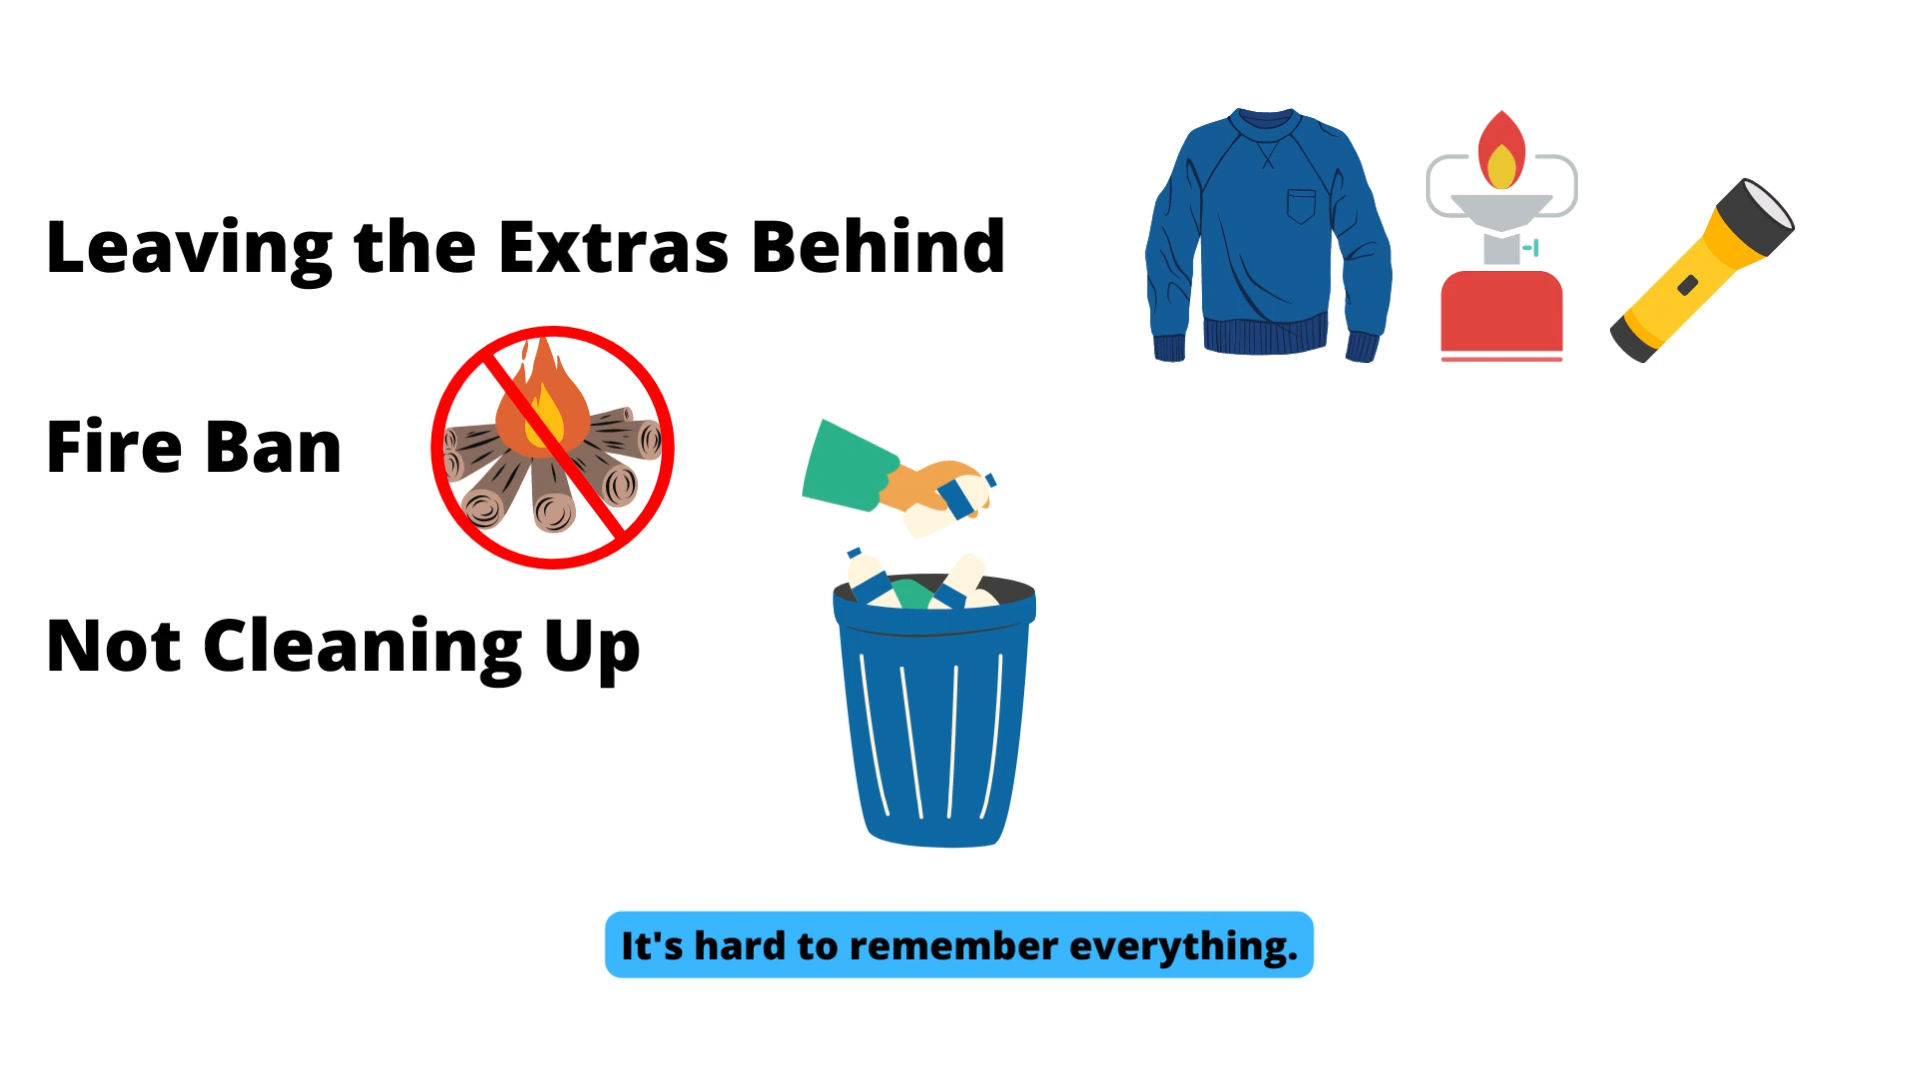 Leaving the Extras Behind
Fire Ban
Not Cleaning Up
It's hard to remember everything.